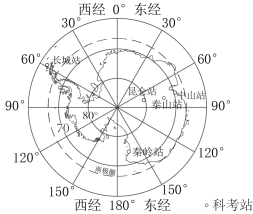 西经 0° 东经
30° 30°
60° 长城站 60°
昆仑站 中山站
90° 泰山站 90°
80°
70
秦岭站
120° 120°
南极圈
150° 150°
西经 180° 东经
科考站